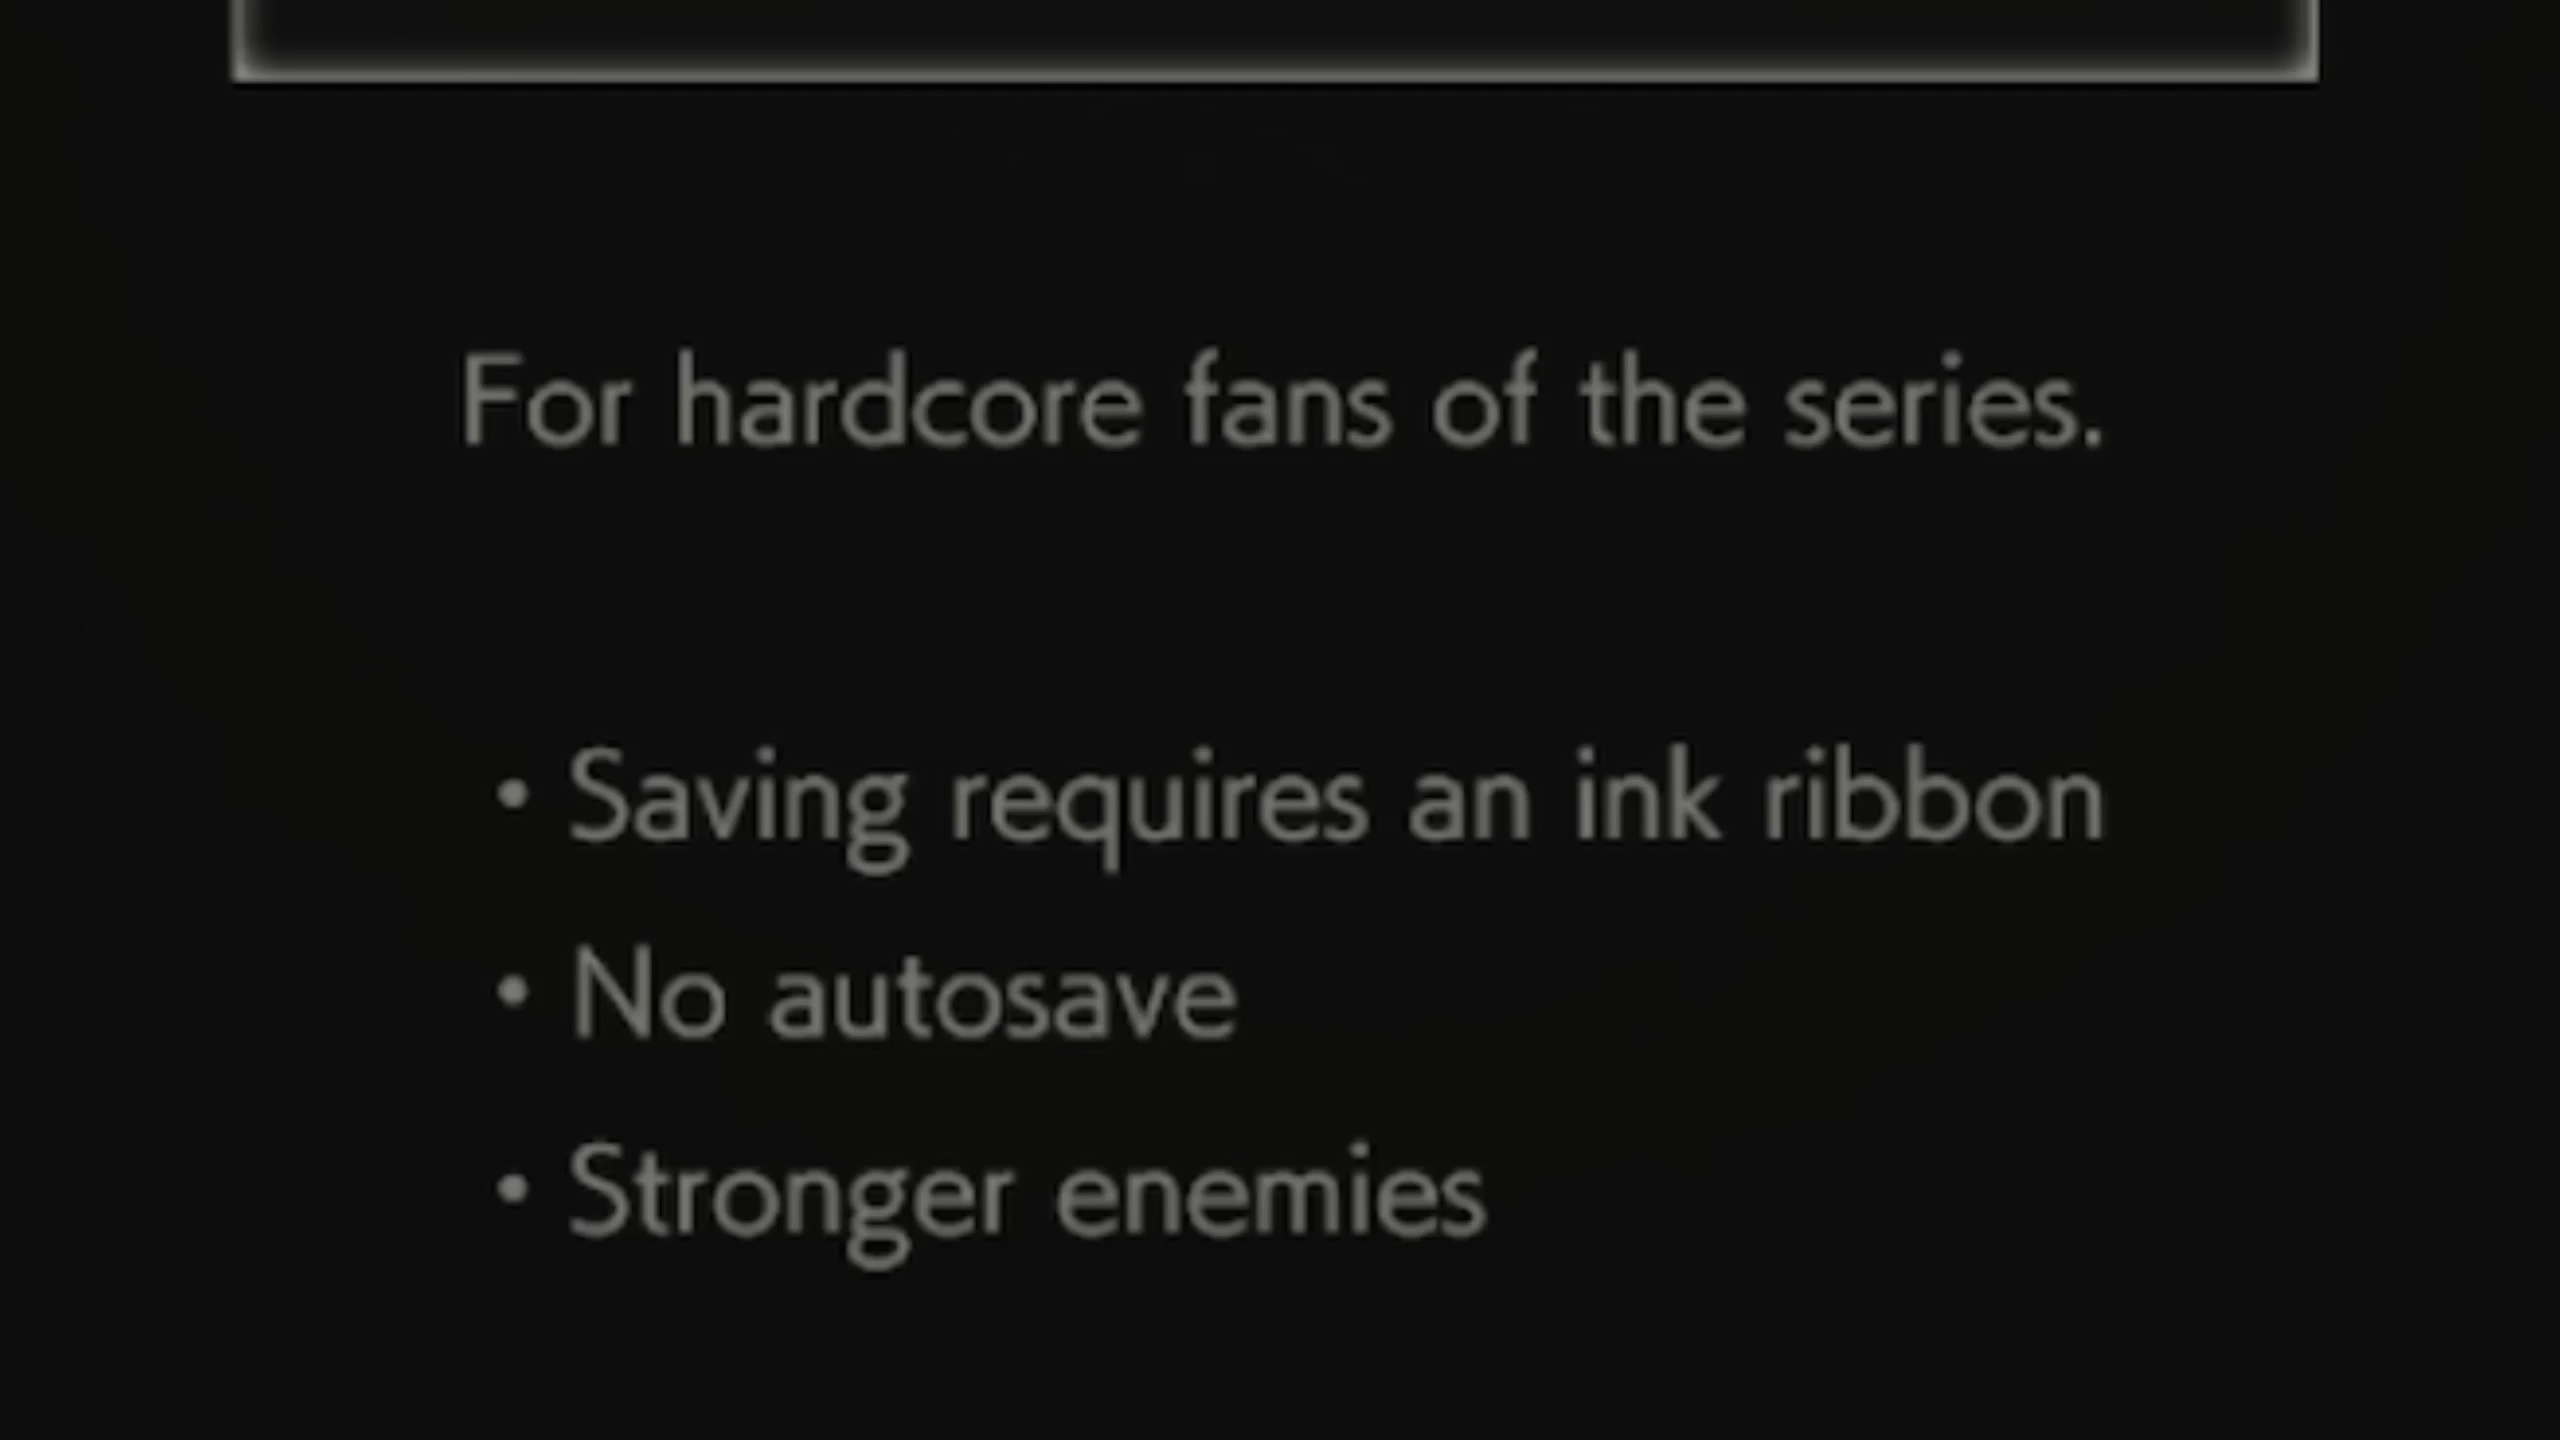 For hardcore fans of the series.
• Saving requires an ink ribbon
• No autosave
• Stronger enemies